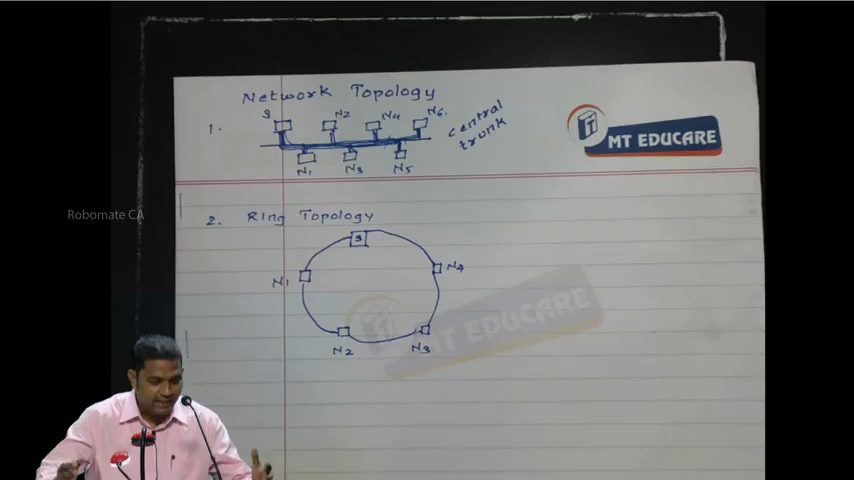 Network Topology
1.
S
N2
N4
N6.
central
trunk
N1
N3
N5
MT EDUCARE
Robomate CA
2. Ring Topology
S
N1
N4
N2
N3
MT EDUCARE